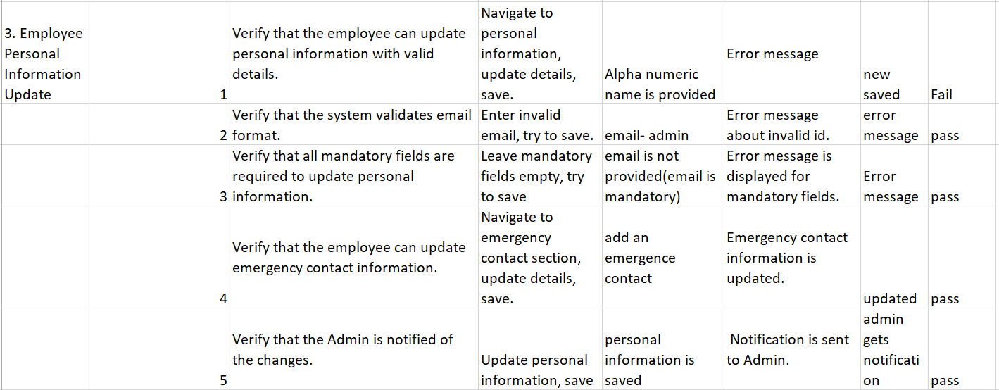 3. Employee
Personal
Information
Update
1
Verify that the employee can update
personal information with valid
details.
Navigate to
personal
information,
update details,
save.
Alpha numeric
name is provided
Error message
new
saved
Fail
2
Verify that the system validates email
format.
Enter invalid
email, try to save.
email- admin
Error message
about invalid id.
error
message
pass
3
Verify that all mandatory fields are
required to update personal
information.
Leave mandatory
fields empty, try
to save
email is not
provided(email is
mandatory)
Error message is
displayed for
mandatory fields.
Error
message
pass
4
Verify that the employee can update
emergency contact information.
Navigate to
emergency
contact section,
update details,
save.
add an
emergence
contact
Emergency contact
information is
updated.
updated
pass
5
Verify that the Admin is notified of
the changes.
Update personal
information, save
personal
information is
saved
Notification is sent
to Admin.
admin
gets
notificati
on
pass